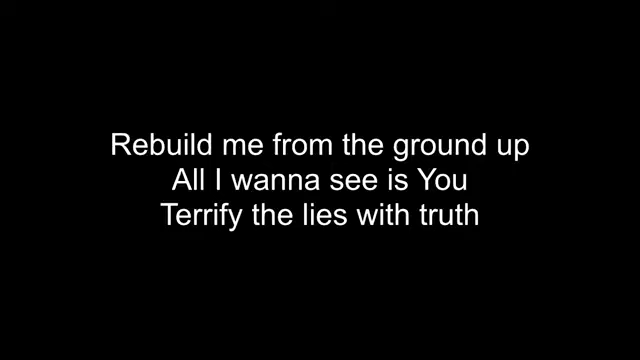 Rebuild me from the ground up
All I wanna see is You
Terrify the lies with truth